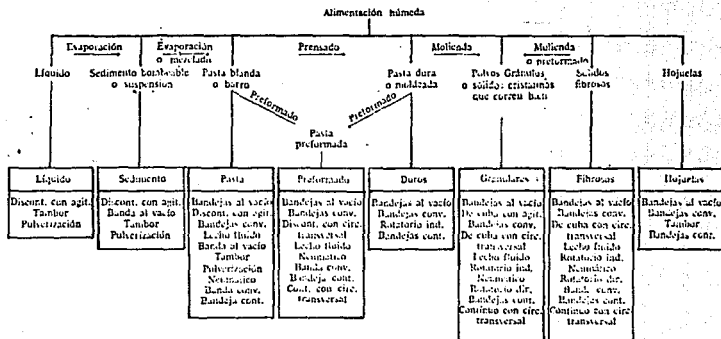 Alimentación húmeda
Evaporación
Evaporación
o mezclado
Prensado
Molienda
Molienda
o preformado
Líquido
Sedimento bombeable
o suspensión
Pasta blanda
o barro
Pasta dura
o moldeada
Polvos Gránulos
o sólidos cristalinos
que corren bien
Sólidos
fibrosos
Hojuelas
Preformado
Preformado
Pasta
preformada
Líquido
Discont. con agit.
Tambor
Pulverización
Sedimento
Discont. con agit.
Banda al vacío
Tambor
Pulverización
Pasta
Bandejas al vacío
Discont. con agit.
Bandejas conv.
Lecho fluido
Banda al vacío
Tambor
Pulverización
Neumático
Banda conv.
Bandeja cont.
Preformado
Bandejas al vacío
Bandejas conv.
Discont. con circ.
transversal
Lecho fluido
Neumático
Banda conv.
Bandeja cont.
Cont. con circ.
transversal
Duros
Bandejas al vacío
Bandejas conv.
Rotatorio ind.
Bandejas cont.
Granulares
Bandejas al vacío
De cuba con agit.
Bandejas conv.
De cuba con circ.
transversal
Lecho fluido
Rotatorio ind.
Neumático
Rotatorio dir.
Bandejas cont.
Continuo con circ.
transversal
Fibrosos
Bandejas al vacío
Bandejas conv.
De cuba con circ.
transversal
Lecho fluido
Rotatorio ind.
Neumático
Rotatorio dir.
Banda conv.
Bandejas cont.
Continuo con circ.
transversal
Hojuelas
Bandejas al vacío
Bandejas conv.
Tambor
Bandejas cont.